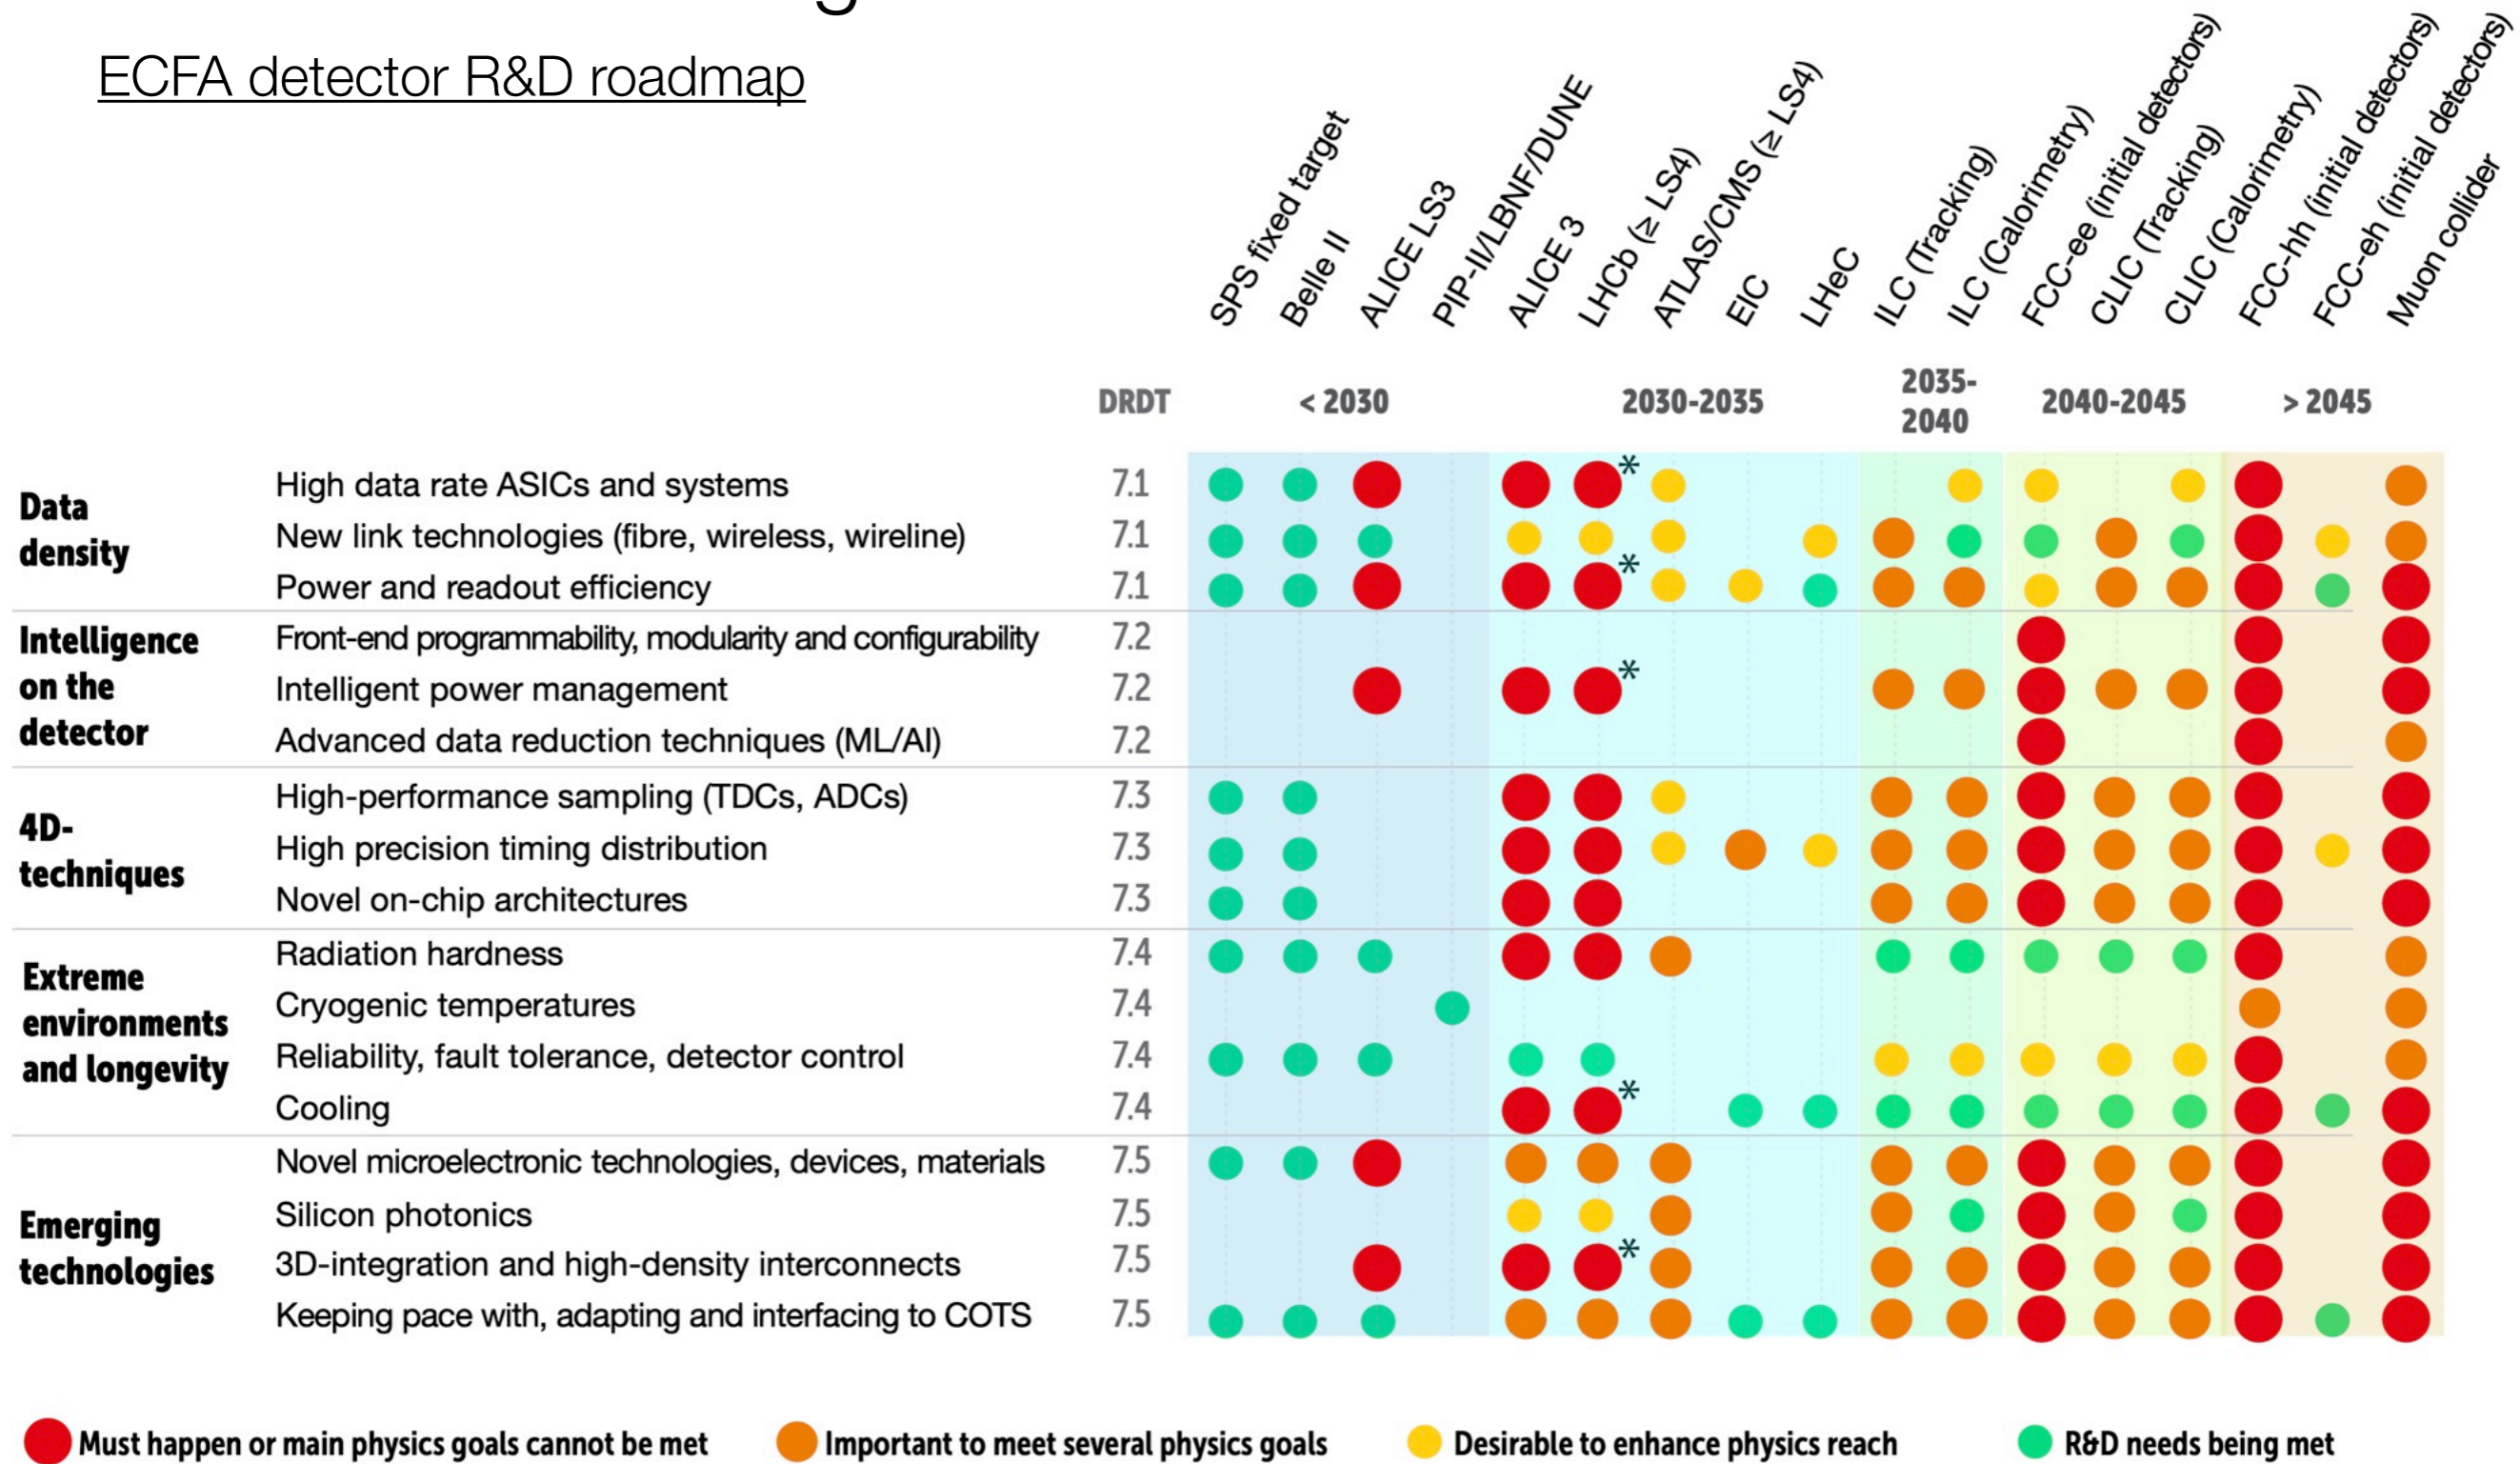 ECFA detector R&D roadmap
SPS fixed target
Belle II
ALICE LS3
PIP-II/LBNF/DUNE
ALICE 3
LHCb (≥ LS4)
ATLAS/CMS (≥ LS4)
EIC
LHeC
ILC (Tracking)
ILC (Calorimetry)
FCC-ee (initial detectors)
CLIC (Tracking)
CLIC (Calorimetry)
FCC-hh (initial detectors)
FCC-eh (initial detectors)
Muon collider
DRDT < 2030 2030-2035 2035-2040 2040-2045 > 2045
Data density
High data rate ASICs and systems 7.1 *
New link technologies (fibre, wireless, wireline) 7.1
Power and readout efficiency 7.1 *
Intelligence on the detector
Front-end programmability, modularity and configurability 7.2
Intelligent power management 7.2 *
Advanced data reduction techniques (ML/AI) 7.2
4D-techniques
High-performance sampling (TDCs, ADCs) 7.3
High precision timing distribution 7.3
Novel on-chip architectures 7.3
Extreme environments and longevity
Radiation hardness 7.4
Cryogenic temperatures 7.4
Reliability, fault tolerance, detector control 7.4
Cooling 7.4 *
Emerging technologies
Novel microelectronic technologies, devices, materials 7.5
Silicon photonics 7.5
3D-integration and high-density interconnects 7.5 *
Keeping pace with, adapting and interfacing to COTS 7.5
Must happen or main physics goals cannot be met
Important to meet several physics goals
Desirable to enhance physics reach
R&D needs being met